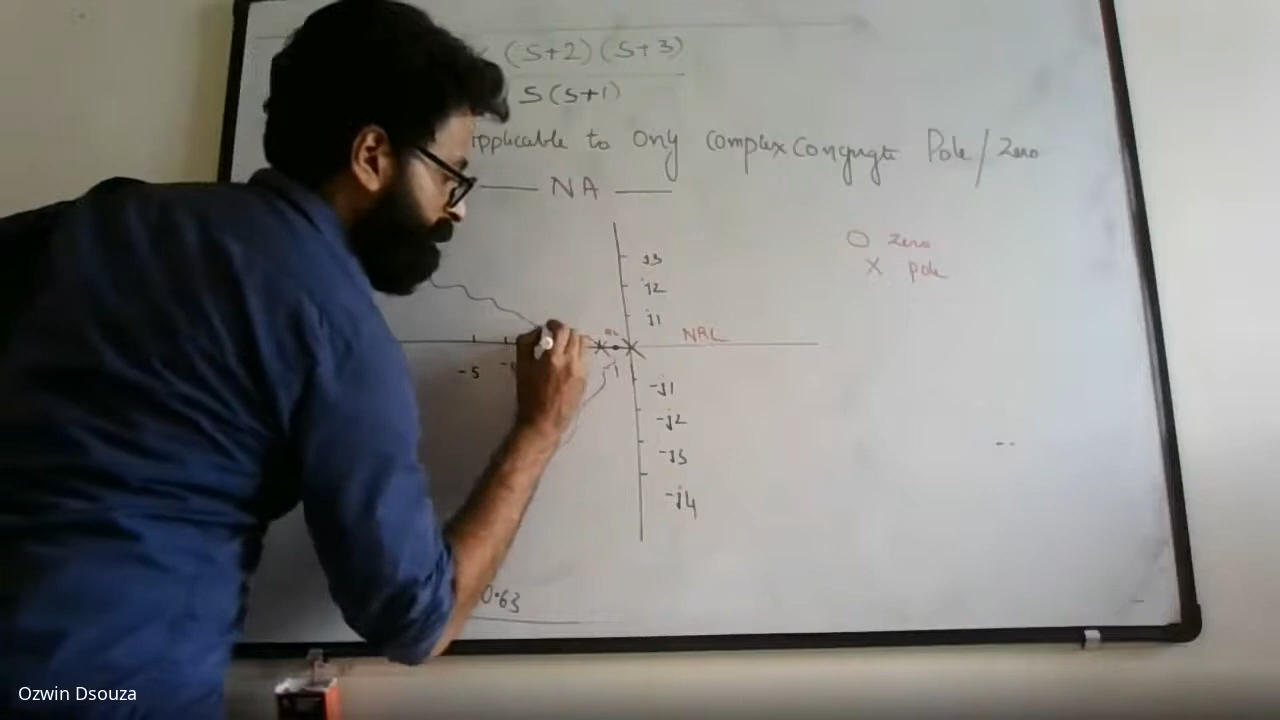 (S+2)(S+3)
S(S+1)
applicable to only complex Conjugate Pole/Zero
NA
O zero
X pole
j3
j2
j1
NRL
-5
-1
-j1
-j2
-j3
-j4
0.63
Ozwin Dsouza